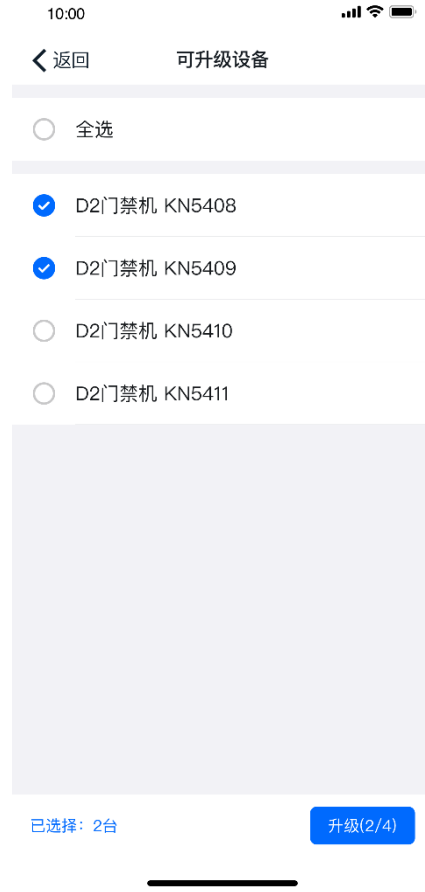 10:00
返回
可升级设备
全选
D2门禁机 KN5408
D2门禁机 KN5409
D2门禁机 KN5410
D2门禁机 KN5411
已选择：2台
升级(2/4)